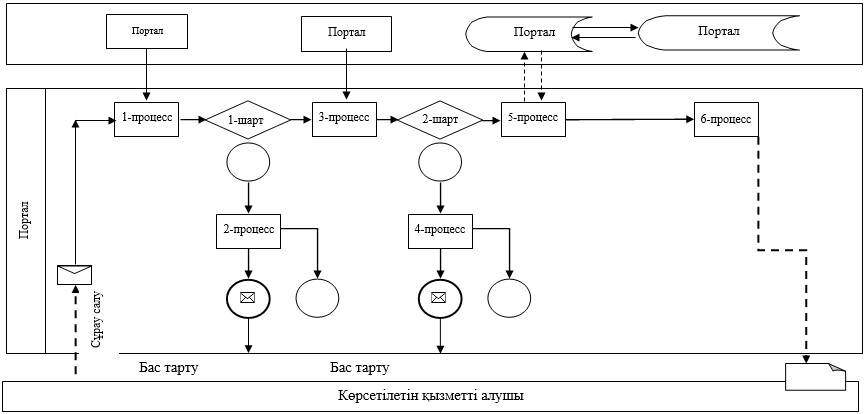 Портал
Портал
Портал
Портал
1-процесс
1-шарт
3-процесс
2-шарт
5-процесс
6-процесс
2-процесс
4-процесс
Портал
Сұрау салу
Бас тарту
Бас тарту
Көрсетілетін қызметті алушы